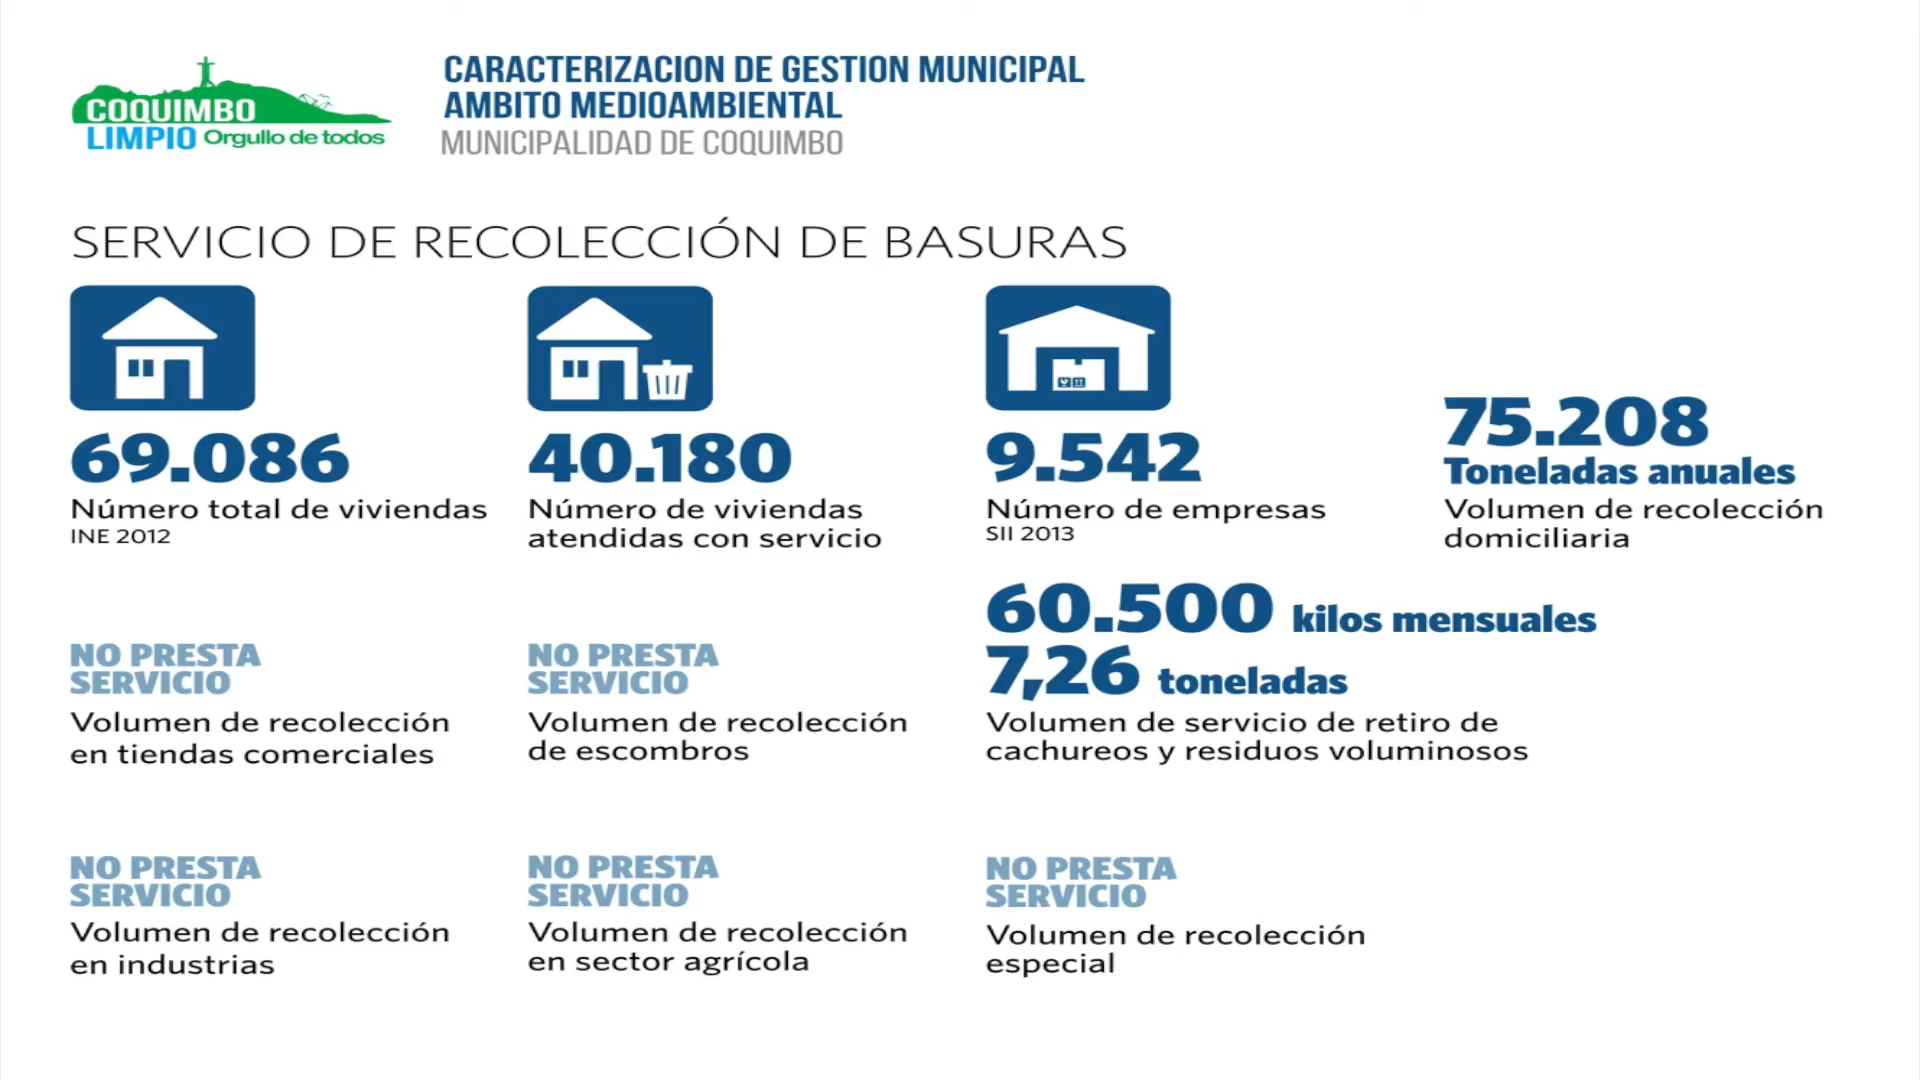 COQUIMBO
LIMPIO Orgullo de todos
CARACTERIZACION DE GESTION MUNICIPAL
AMBITO MEDIOAMBIENTAL
MUNICIPALIDAD DE COQUIMBO
SERVICIO DE RECOLECCIÓN DE BASURAS
69.086
Número total de viviendas
INE 2012
40.180
Número de viviendas
atendidas con servicio
9.542
Número de empresas
SII 2013
75.208
Toneladas anuales
Volumen de recolección
domiciliaria
NO PRESTA
SERVICIO
Volumen de recolección
en tiendas comerciales
NO PRESTA
SERVICIO
Volumen de recolección
de escombros
60.500 kilos mensuales
7,26 toneladas
Volumen de servicio de retiro de
cachureos y residuos voluminosos
NO PRESTA
SERVICIO
Volumen de recolección
en industrias
NO PRESTA
SERVICIO
Volumen de recolección
en sector agrícola
NO PRESTA
SERVICIO
Volumen de recolección
especial